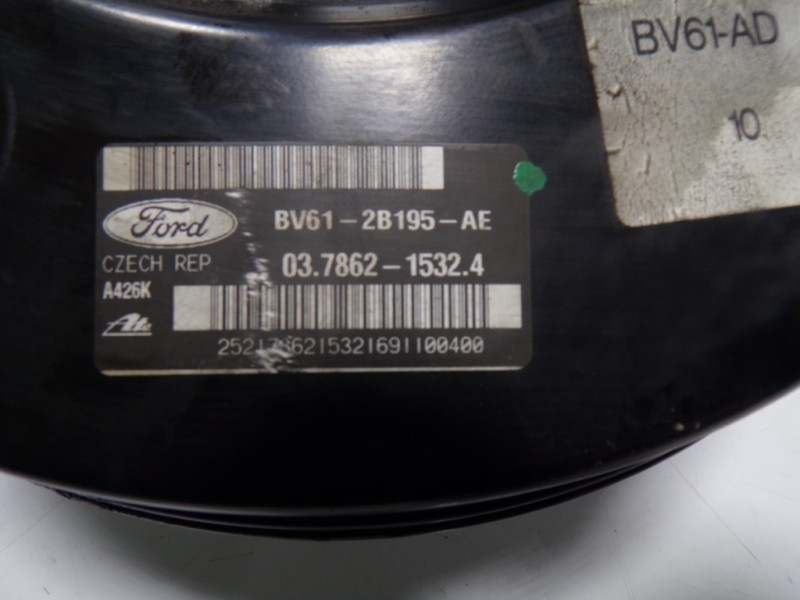 BV61-AD
10
Ford
BV61-2B195-AE
CZECH REP
03.7862-1532.4
A426K
Ate